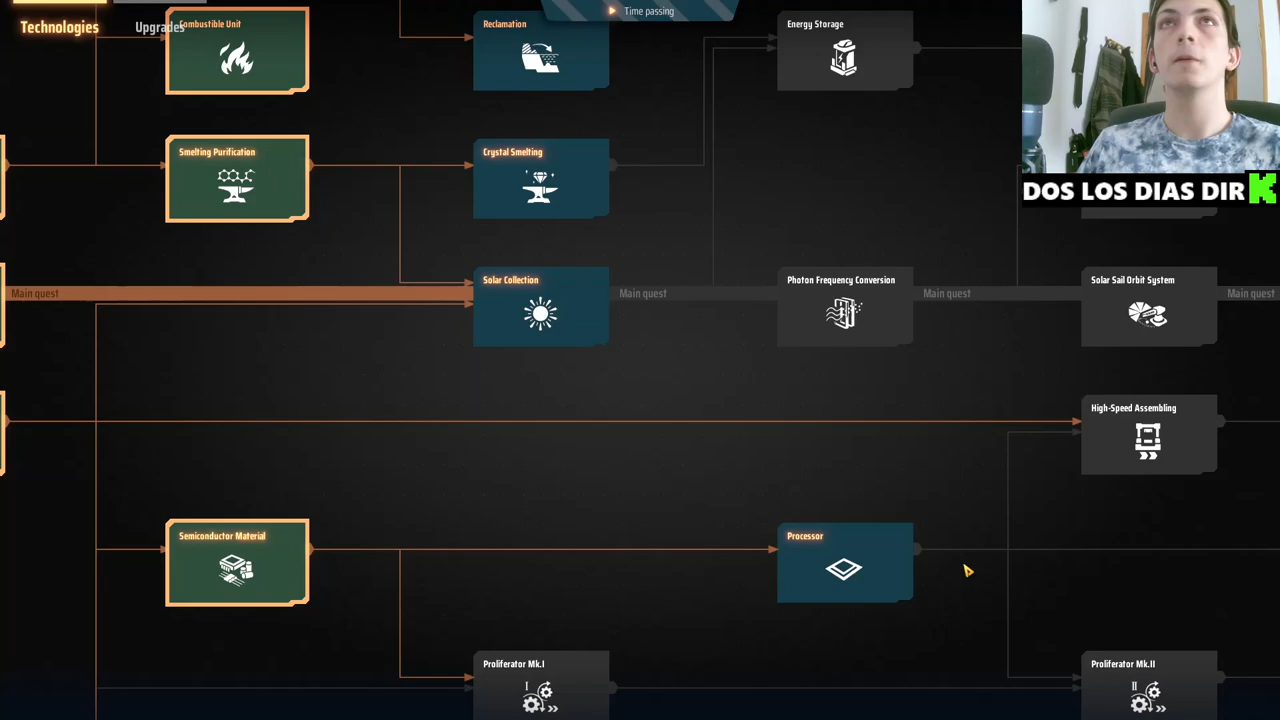 Technologies
Upgrades
Time passing
Combustible Unit
Reclamation
Energy Storage
Smelting Purification
Crystal Smelting
DOS LOS DIAS DIR K
Main quest
Solar Collection
Main quest
Photon Frequency Conversion
Main quest
Solar Sail Orbit System
Main quest
High-Speed Assembling
Semiconductor Material
Processor
Proliferator Mk.I
I
Proliferator Mk.II
II